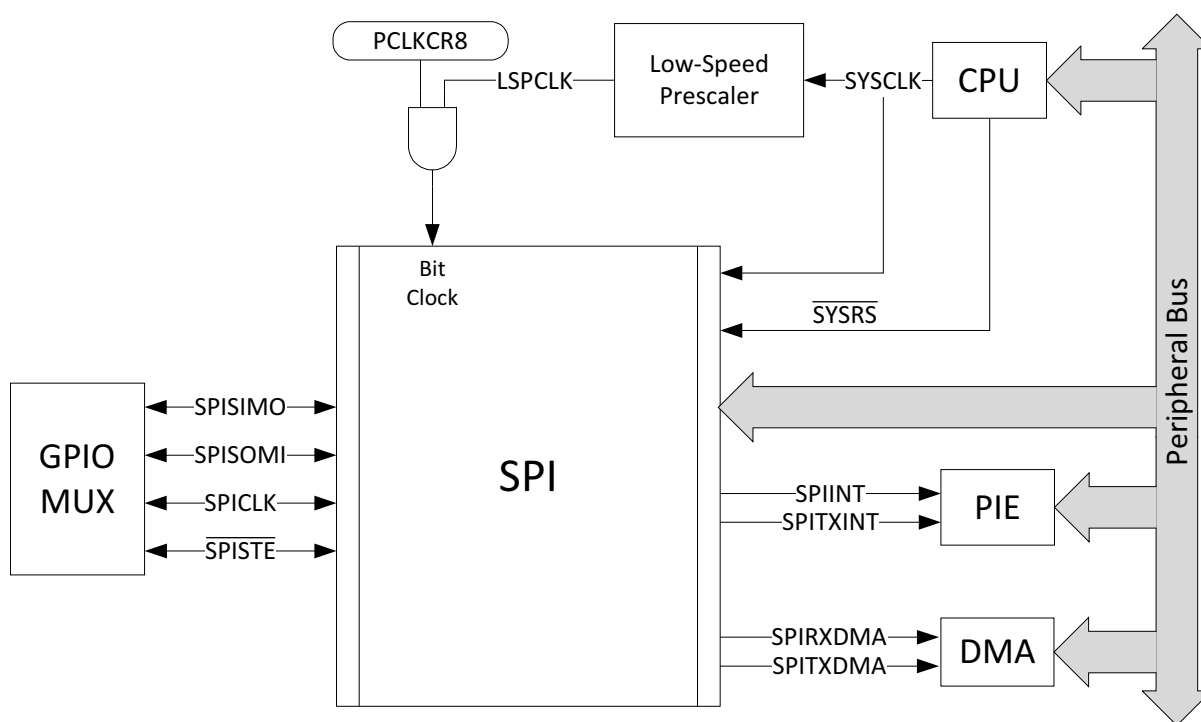 PCLKCR8
LSPCLK
Low-Speed
Prescaler
SYSCLK
CPU
Bit
Clock
SYSRS
Peripheral Bus
GPIO
MUX
SPISIMO
SPISOMI
SPICLK
SPISTE
SPI
SPIINT
SPITXINT
PIE
SPIRXDMA
SPITXDMA
DMA